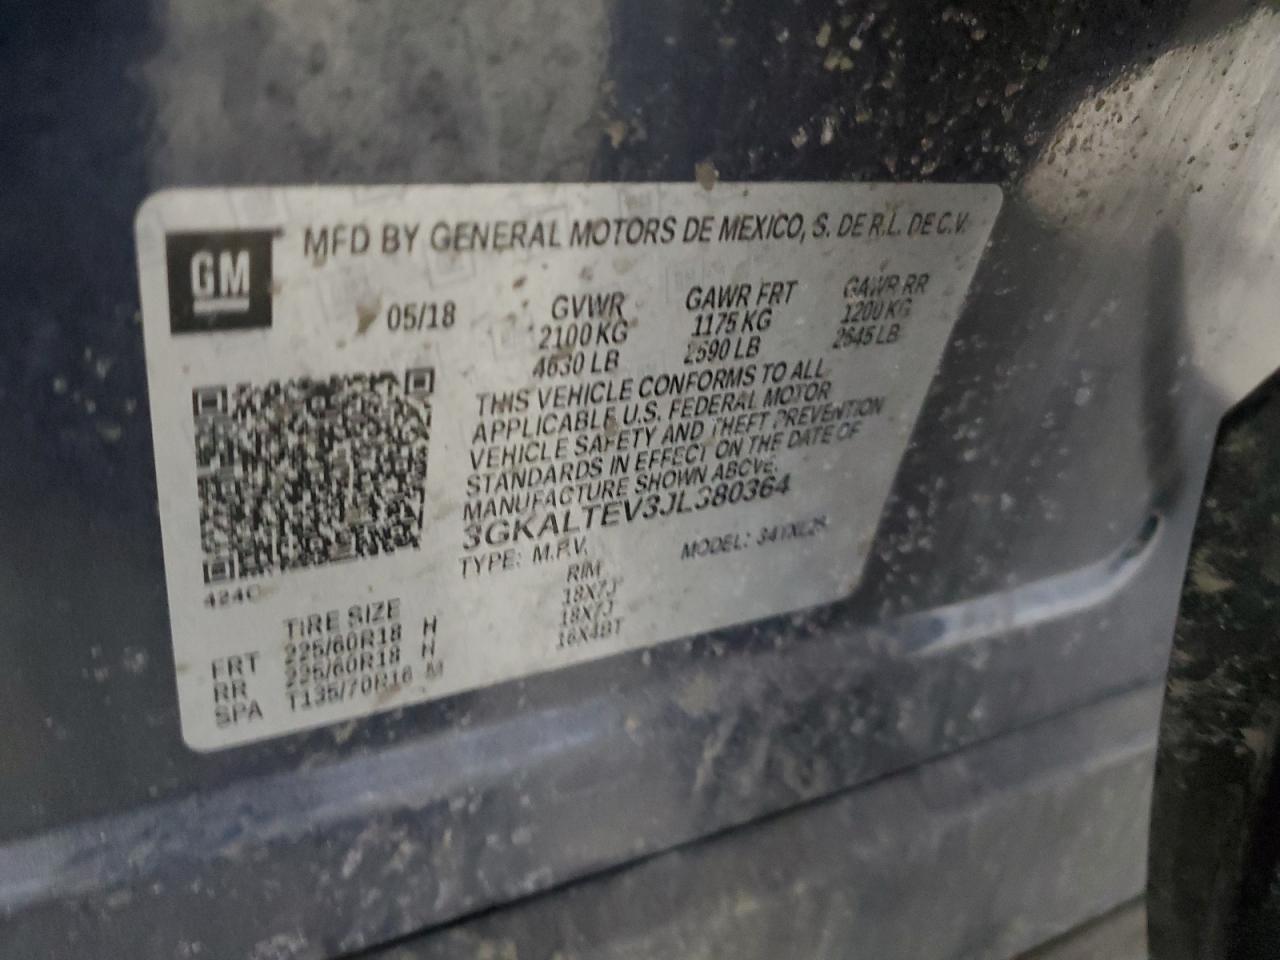 GM
MFD BY GENERAL MOTORS DE MEXICO, S. DE R.L. DE C.V.
05/18 GVWR GAWR FRT GAWR RR
2100 KG 1175 KG 1200 KG
4630 LB 2590 LB 2645 LB
THIS VEHICLE CONFORMS TO ALL
APPLICABLE U.S. FEDERAL MOTOR
VEHICLE SAFETY AND THEFT PREVENTION
STANDARDS IN EFFECT ON THE DATE OF
MANUFACTURE SHOWN ABOVE.
3GKALTEV3JL380364
TYPE: M.P.V. MODEL:
424C
TIRE SIZE RIM
FRT 225/60R18 H 18X7J
RR 225/60R18 H 18X7J
SPA T135/70R16 M 16X4BT